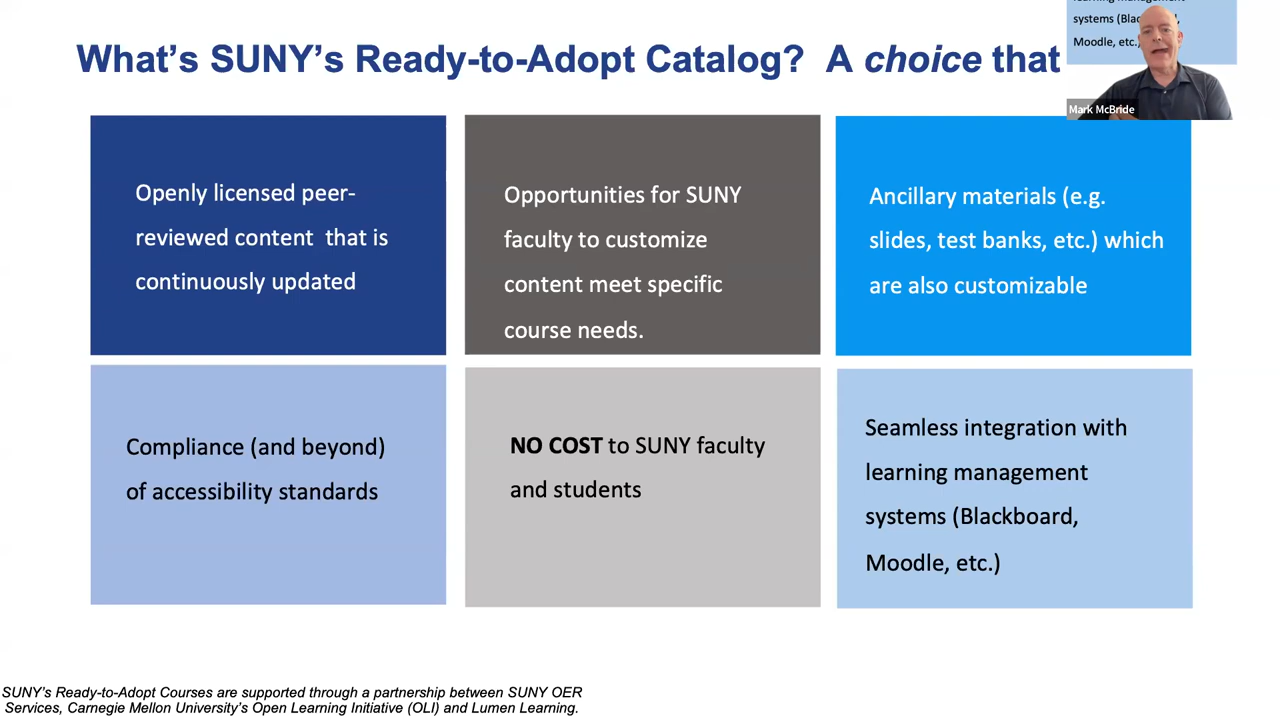 What's SUNY's Ready-to-Adopt Catalog?  A choice that
systems (Blac
Moodle, etc.
Mark McBride
Openly licensed peer-
reviewed content  that is
continuously updated
Opportunities for SUNY
faculty to customize
content meet specific
course needs.
Ancillary materials (e.g.
slides, test banks, etc.) which
are also customizable
Compliance (and beyond)
of accessibility standards
NO COST to SUNY faculty
and students
Seamless integration with
learning management
systems (Blackboard,
Moodle, etc.)
SUNY's Ready-to-Adopt Courses are supported through a partnership between SUNY OER
Services, Carnegie Mellon University's Open Learning Initiative (OLI) and Lumen Learning.